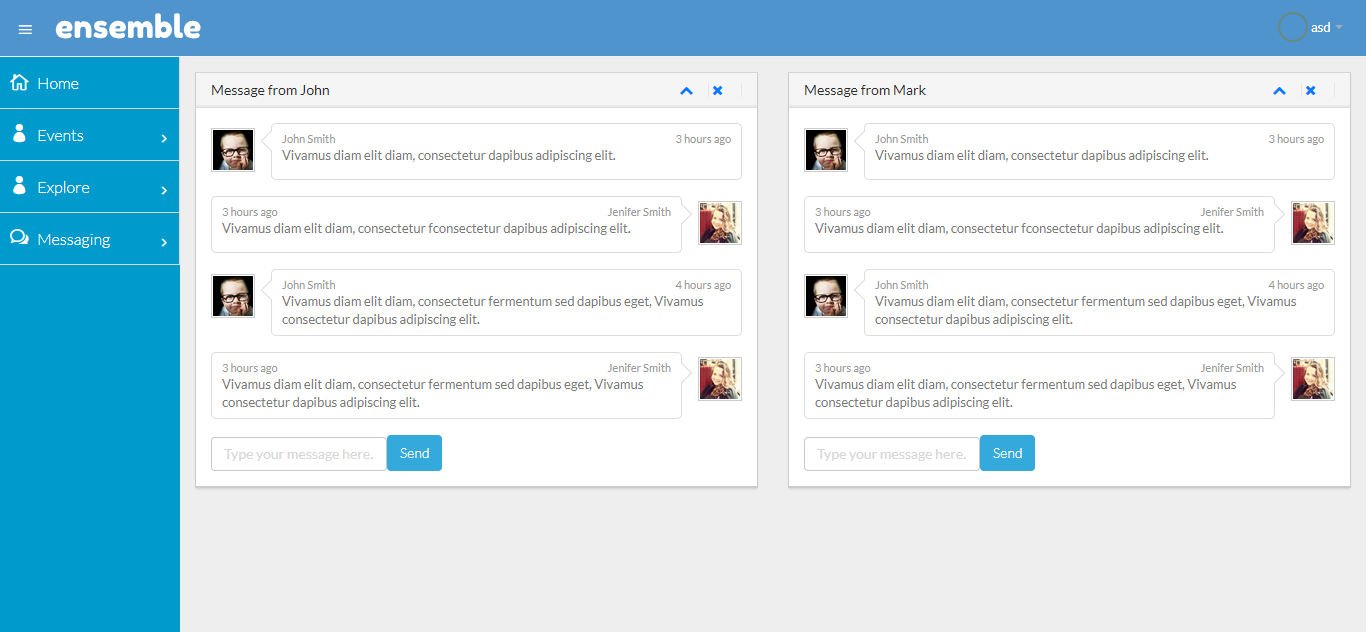 ensemble
asd
Home
Events
Explore
Messaging
Message from John
John Smith 3 hours ago
Vivamus diam elit diam, consectetur dapibus adipiscing elit.
3 hours ago Jenifer Smith
Vivamus diam elit diam, consectetur fconsectetur dapibus adipiscing elit.
John Smith 4 hours ago
Vivamus diam elit diam, consectetur fermentum sed dapibus eget, Vivamus
consectetur dapibus adipiscing elit.
3 hours ago Jenifer Smith
Vivamus diam elit diam, consectetur fermentum sed dapibus eget, Vivamus
consectetur dapibus adipiscing elit.
Type your message here. Send
Message from Mark
John Smith 3 hours ago
Vivamus diam elit diam, consectetur dapibus adipiscing elit.
3 hours ago Jenifer Smith
Vivamus diam elit diam, consectetur fconsectetur dapibus adipiscing elit.
John Smith 4 hours ago
Vivamus diam elit diam, consectetur fermentum sed dapibus eget, Vivamus
consectetur dapibus adipiscing elit.
3 hours ago Jenifer Smith
Vivamus diam elit diam, consectetur fermentum sed dapibus eget, Vivamus
consectetur dapibus adipiscing elit.
Type your message here. Send